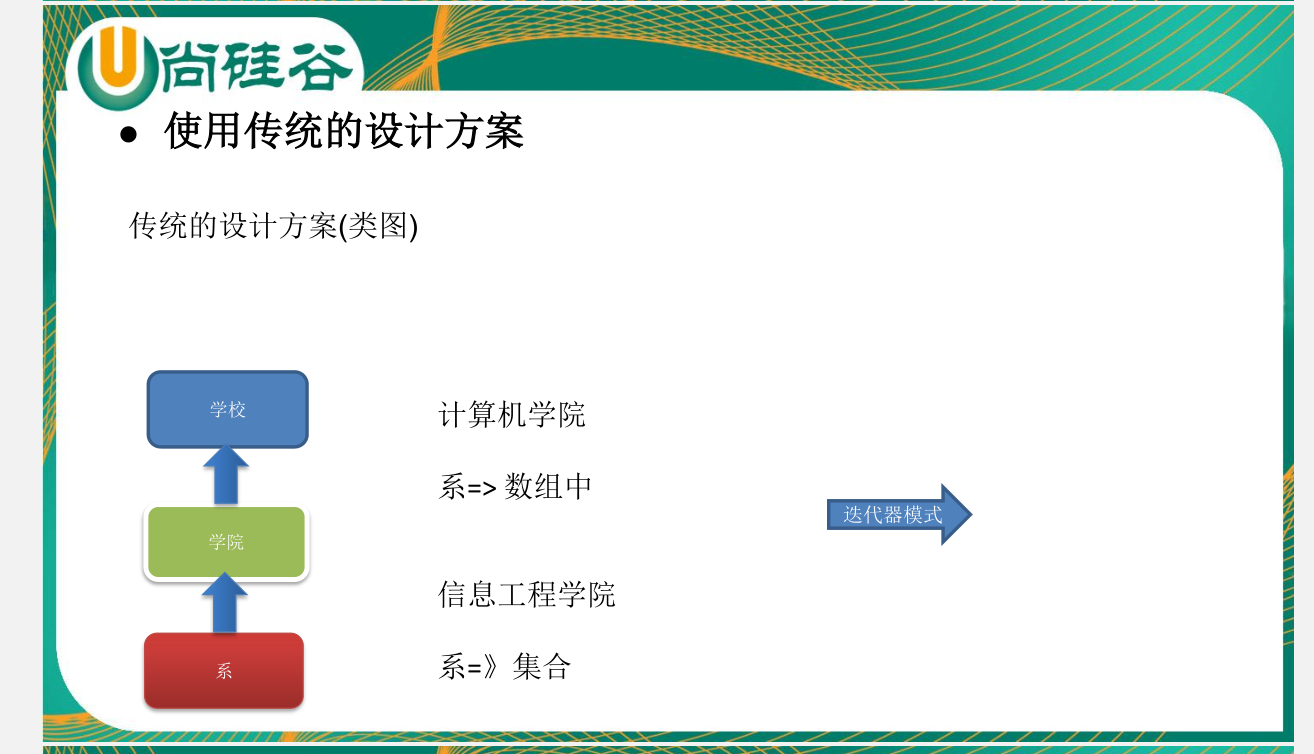 尚硅谷
● 使用传统的设计方案
传统的设计方案(类图)
学校
学院
系
计算机学院
系=> 数组中
信息工程学院
系=》集合
迭代器模式